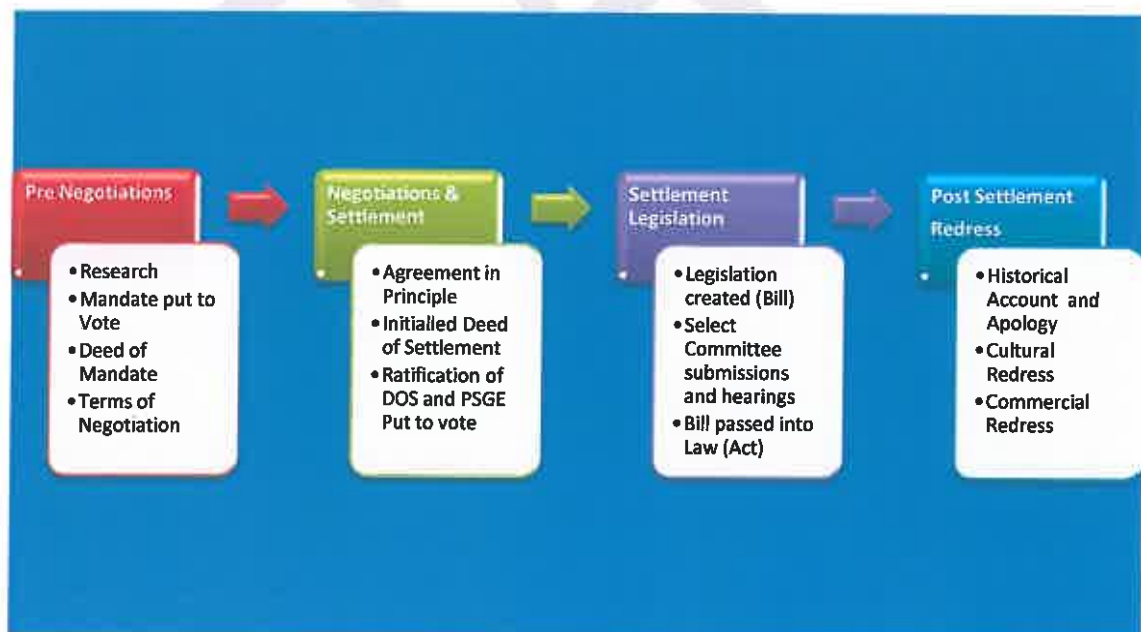 Pre Negotiations
• Research
• Mandate put to
Vote
• Deed of
Mandate
• Terms of
Negotiation
Negotiations &
Settlement
• Agreement in
Principle
• Initialled Deed
of Settlement
• Ratification of
DOS and PSGE
Put to vote
Settlement
Legislation
• Legislation
created (Bill)
• Select
Committee
submissions
and hearings
• Bill passed into
Law (Act)
Post Settlement
Redress
• Historical
Account and
Apology
• Cultural
Redress
• Commercial
Redress